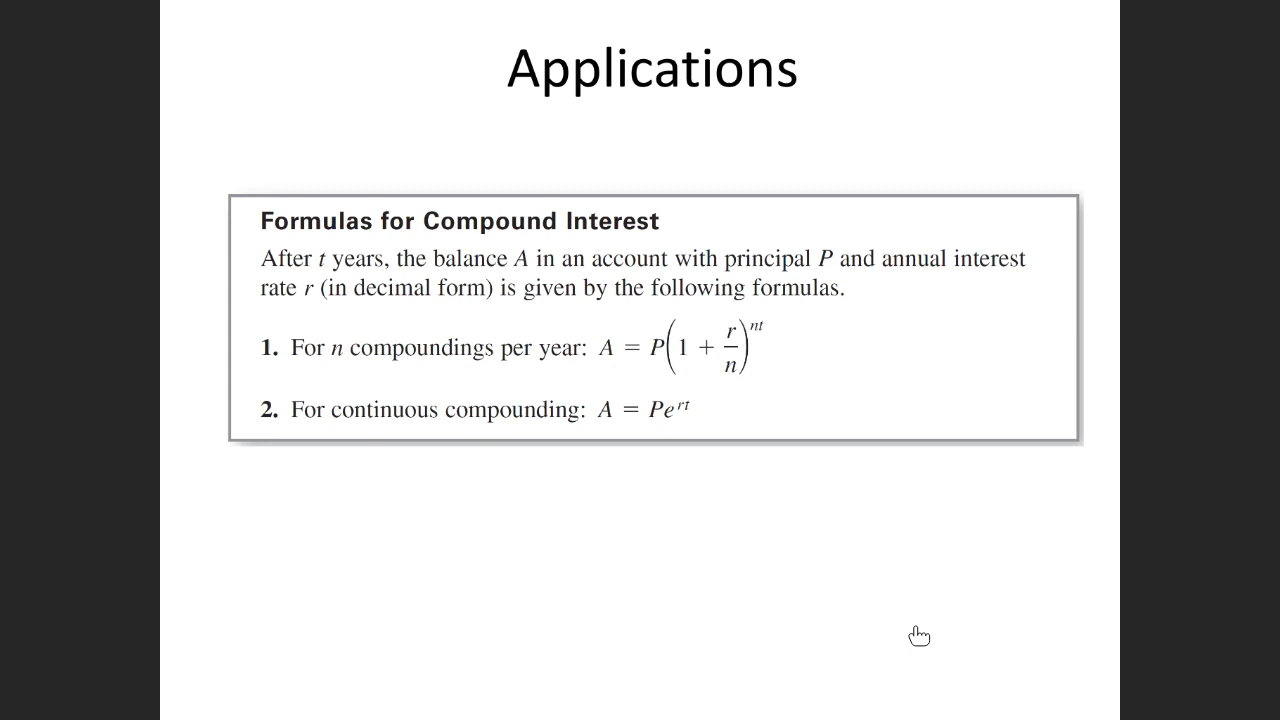 Applications
Formulas for Compound Interest
After t years, the balance A in an account with principal P and annual interest
rate r (in decimal form) is given by the following formulas.
1. For n compoundings per year: A = P(1 + r/n)^nt
2. For continuous compounding: A = Pe^rt